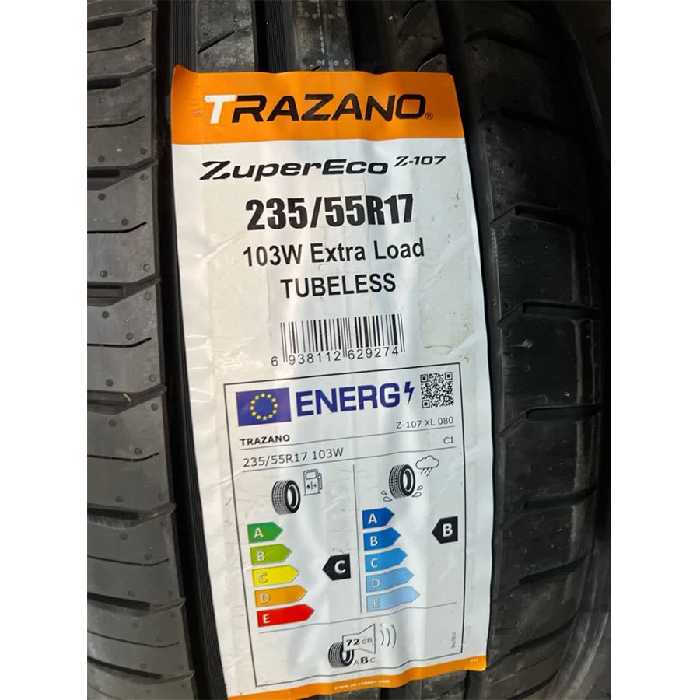 TRAZANO®
ZuperEco Z-107
235/55R17
103W Extra Load
TUBELESS
6 938112 629274
ENERG
TRAZANO Z-107 XL 080
235/55R17 103W C1
A
B
C
D
E
C
A
B
C
D
E
B
72 dB
ABC